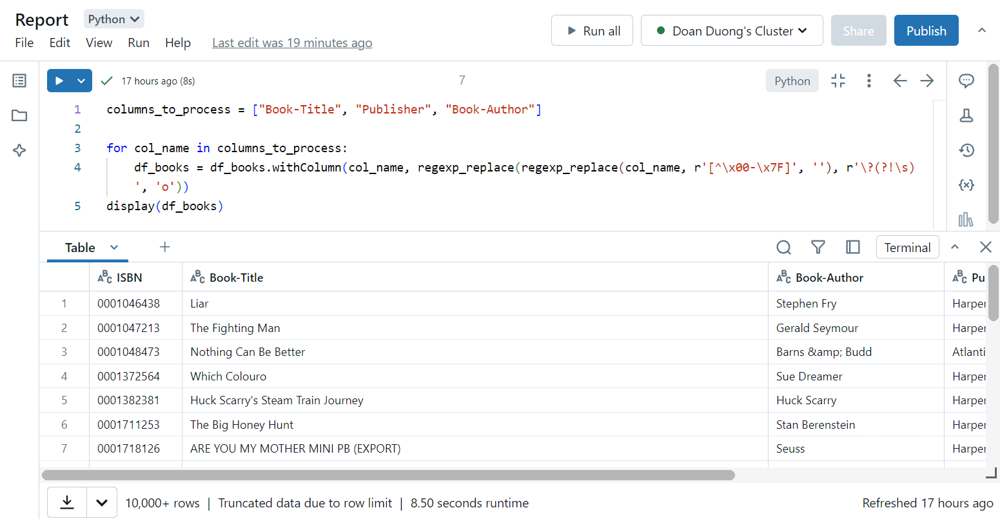 Report Python
File Edit View Run Help Last edit was 19 minutes ago
Run all Doan Duong's Cluster Share Publish
17 hours ago (8s) 7 Python
1 columns_to_process = ["Book-Title", "Publisher", "Book-Author"]
2
3 for col_name in columns_to_process:
4 df_books = df_books.withColumn(col_name, regexp_replace(regexp_replace(col_name, r'[^\x00-\x7F]', ''), r'\?(?!\s)
', 'o'))
5 display(df_books)
Table + Terminal
ISBN Book-Title Book-Author Pu
1 0001046438 Liar Stephen Fry Harper
2 0001047213 The Fighting Man Gerald Seymour Harper
3 0001048473 Nothing Can Be Better Barns &amp; Budd Atlanti
4 0001372564 Which Colouro Sue Dreamer Harper
5 0001382381 Huck Scarry's Steam Train Journey Huck Scarry Harper
6 0001711253 The Big Honey Hunt Stan Berenstein Harper
7 0001718126 ARE YOU MY MOTHER MINI PB (EXPORT) Seuss Harper
10,000+ rows | Truncated data due to row limit | 8.50 seconds runtime Refreshed 17 hours ago